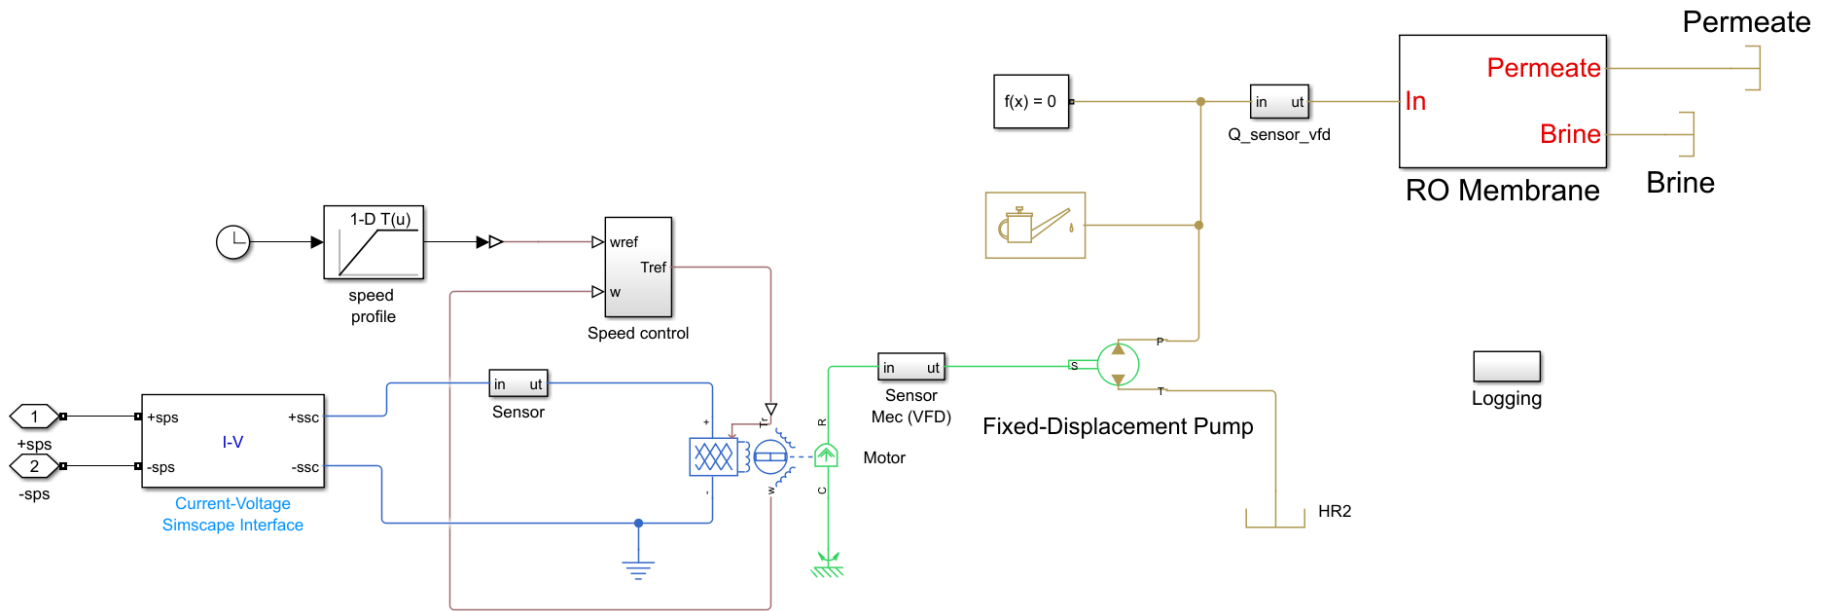 Permeate
Permeate
f(x) = 0
in ut
In
Q_sensor_vfd
Brine
RO Membrane
Brine
1-D T(u)
wref
Tref
w
speed
profile
Speed control
in ut
Sensor
in ut
Sensor
Mec (VFD)
S
P
T
Fixed-Displacement Pump
Logging
1
+sps
2
-sps
+sps
+ssc
I-V
-sps
-ssc
Current-Voltage
Simscape Interface
+
-
Tr
w
R
C
Motor
HR2